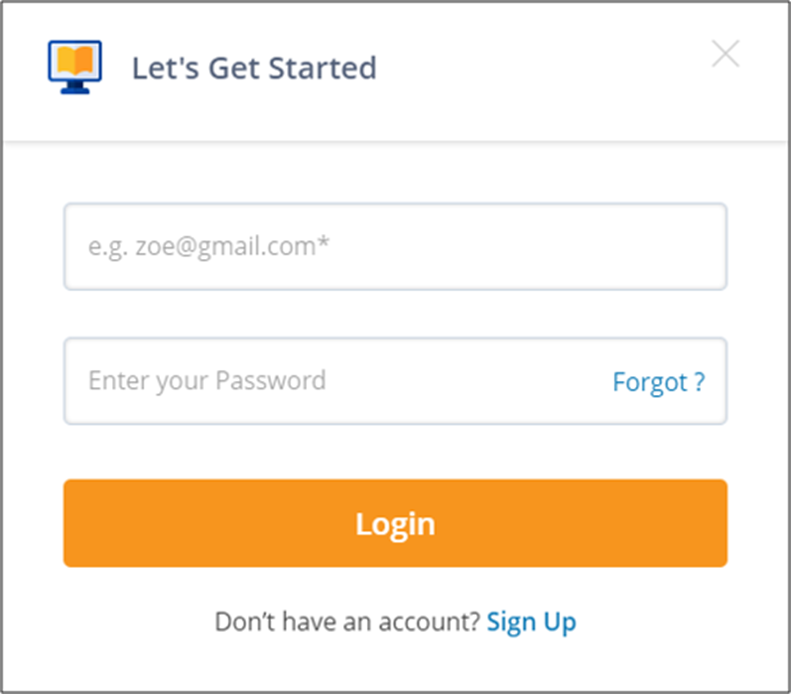 Let's Get Started
e.g. zoe@gmail.com*
Enter your Password Forgot ?
Login
Don’t have an account? Sign Up